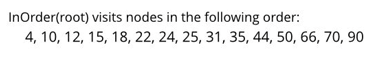 InOrder(root) visits nodes in the following order:
4, 10, 12, 15, 18, 22, 24, 25, 31, 35, 44, 50, 66, 70, 90